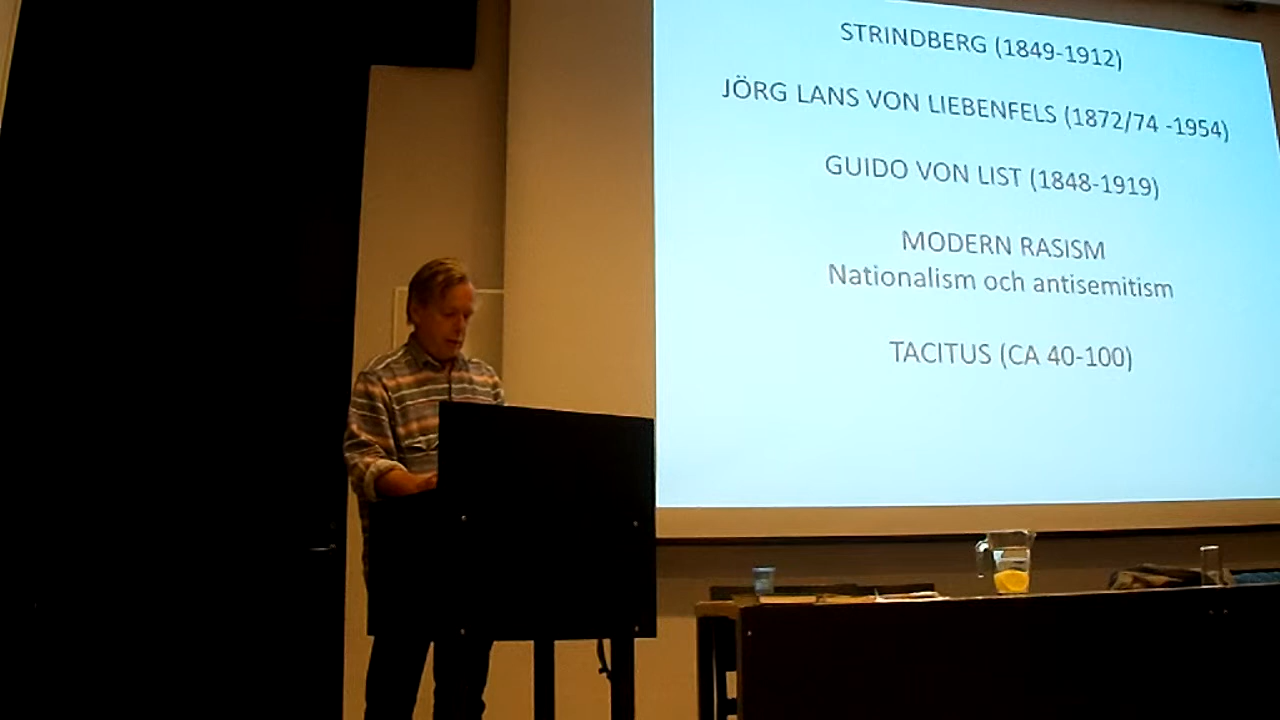 STRINDBERG (1849-1912)
JÖRG LANS VON LIEBENFELS (1872/74 -1954)
GUIDO VON LIST (1848-1919)
MODERN RASISM
Nationalism och antisemitism
TACITUS (CA 40-100)